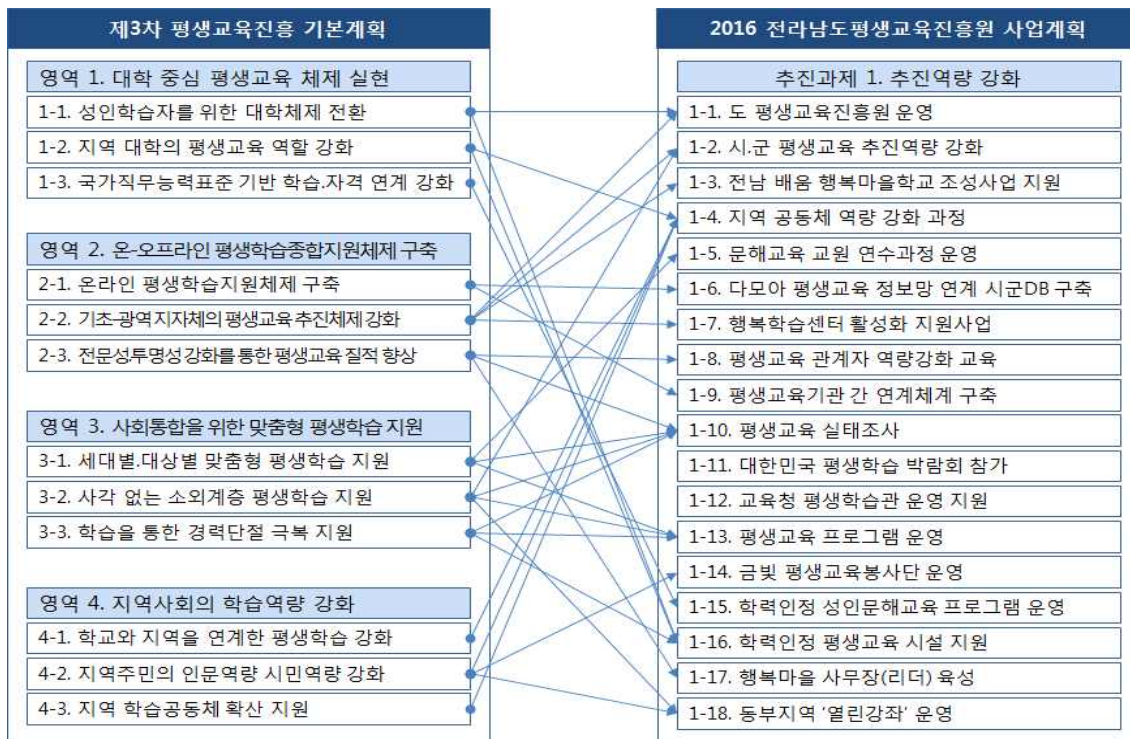 제3차 평생교육진흥 기본계획
영역 1. 대학 중심 평생교육 체제 실현
1-1. 성인학습자를 위한 대학체제 전환
1-2. 지역 대학의 평생교육 역할 강화
1-3. 국가직무능력표준 기반 학습.자격 연계 강화
영역 2. 온-오프라인 평생학습종합지원체제 구축
2-1. 온라인 평생학습지원체제 구축
2-2. 기초-광역 지자체의 평생교육 추진체제 강화
2-3. 전문성투명성 강화를 통한 평생교육 질적 향상
영역 3. 사회통합을 위한 맞춤형 평생학습 지원
3-1. 세대별.대상별 맞춤형 평생학습 지원
3-2. 사각 없는 소외계층 평생학습 지원
3-3. 학습을 통한 경력단절 극복 지원
영역 4. 지역사회의 학습역량 강화
4-1. 학교와 지역을 연계한 평생학습 강화
4-2. 지역주민의 인문역량 시민역량 강화
4-3. 지역 학습공동체 확산 지원
2016 전라남도평생교육진흥원 사업계획
추진과제 1. 추진역량 강화
1-1. 도 평생교육진흥원 운영
1-2. 시.군 평생교육 추진역량 강화
1-3. 전남 배움 행복마을학교 조성사업 지원
1-4. 지역 공동체 역량 강화 과정
1-5. 문해교육 교원 연수과정 운영
1-6. 다모아 평생교육 정보망 연계 시군DB 구축
1-7. 행복학습센터 활성화 지원사업
1-8. 평생교육 관계자 역량강화 교육
1-9. 평생교육기관 간 연계체계 구축
1-10. 평생교육 실태조사
1-11. 대한민국 평생학습 박람회 참가
1-12. 교육청 평생학습관 운영 지원
1-13. 평생교육 프로그램 운영
1-14. 금빛 평생교육봉사단 운영
1-15. 학력인정 성인문해교육 프로그램 운영
1-16. 학력인정 평생교육 시설 지원
1-17. 행복마을 사무장(리더) 육성
1-18. 동부지역 '열린강좌' 운영